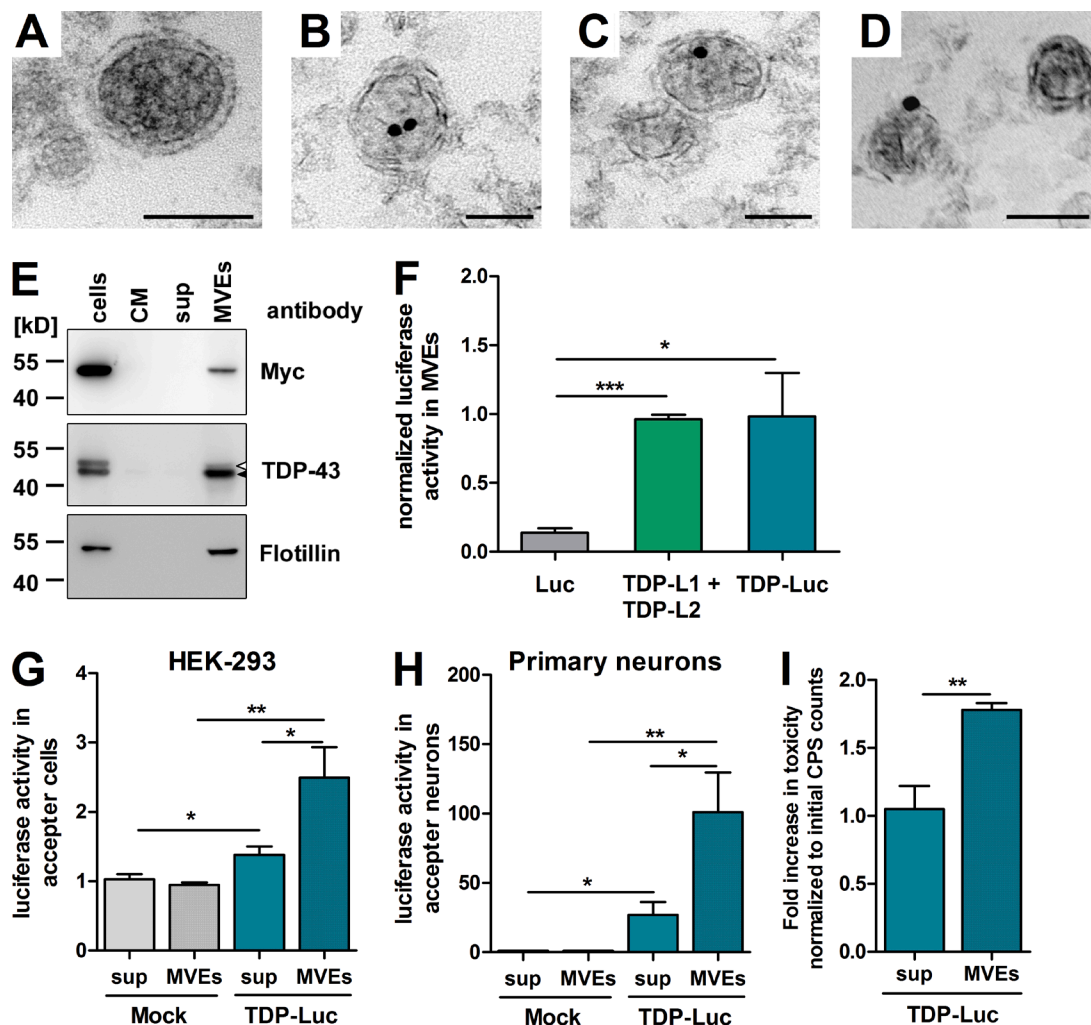 A
B
C
D
E
cells
CM
sup
MVEs
antibody
[kD]
55
40
Myc
55
40
TDP-43
55
40
Flotillin
F
normalized luciferase
activity in MVEs
2.0
1.5
1.0
0.5
0.0
*
***
Luc
TDP-L1 +
TDP-L2
TDP-Luc
G
HEK-293
luciferase activity in
accepter cells
4
3
2
1
0
**
*
*
sup
MVEs
sup
MVEs
Mock
TDP-Luc
H
Primary neurons
luciferase activity in
accepter neurons
200
150
100
50
0
**
*
*
sup
MVEs
sup
MVEs
Mock
TDP-Luc
I
Fold increase in toxicity
normalized to initial CPS counts
2.0
1.5
1.0
0.5
0.0
**
sup
MVEs
TDP-Luc